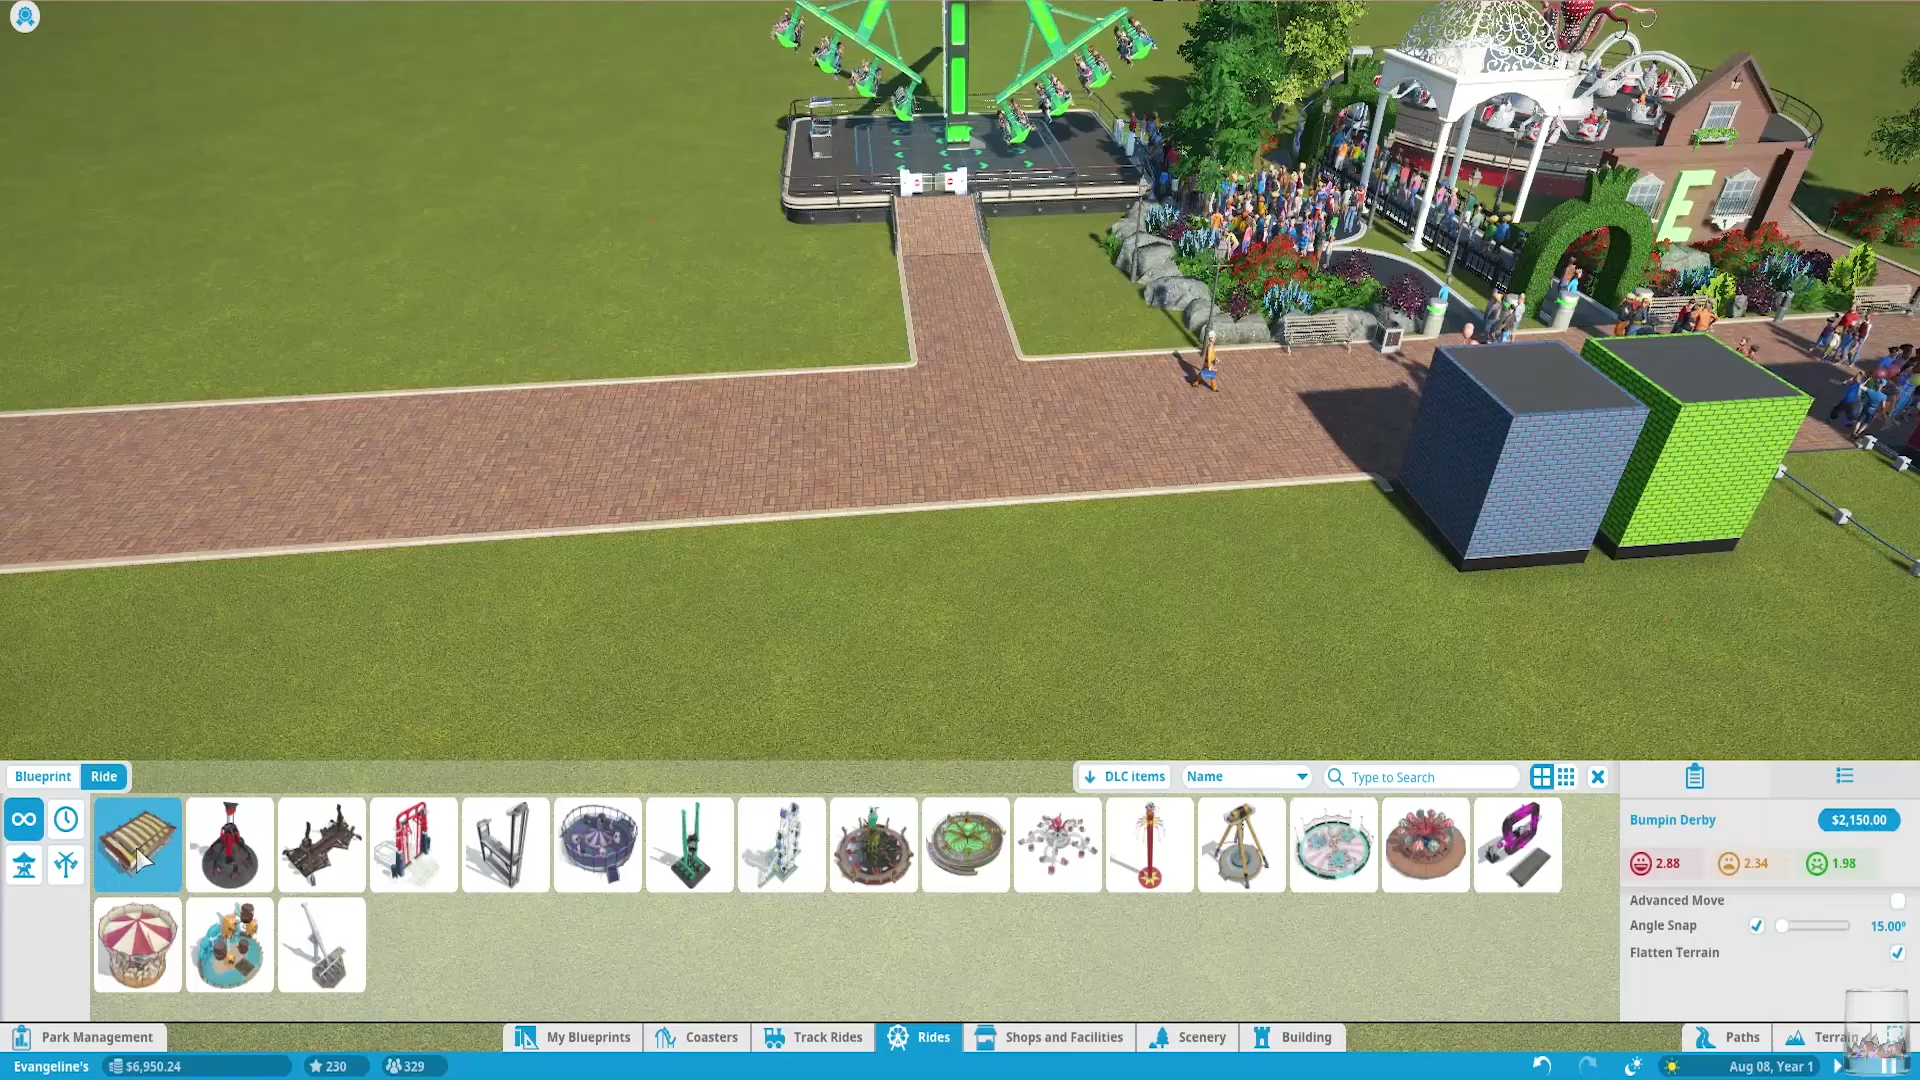 E
Blueprint Ride
DLC items
Name
Type to Search
Bumpin Derby $2,150.00
2.88 2.34 1.98
Advanced Move
Angle Snap 15.00°
Flatten Terrain
Park Management
My Blueprints
Coasters
Track Rides
Rides
Shops and Facilities
Scenery
Building
Paths
Terrain
Evangeline's $6,950.24 230 329 Aug 08, Year 1